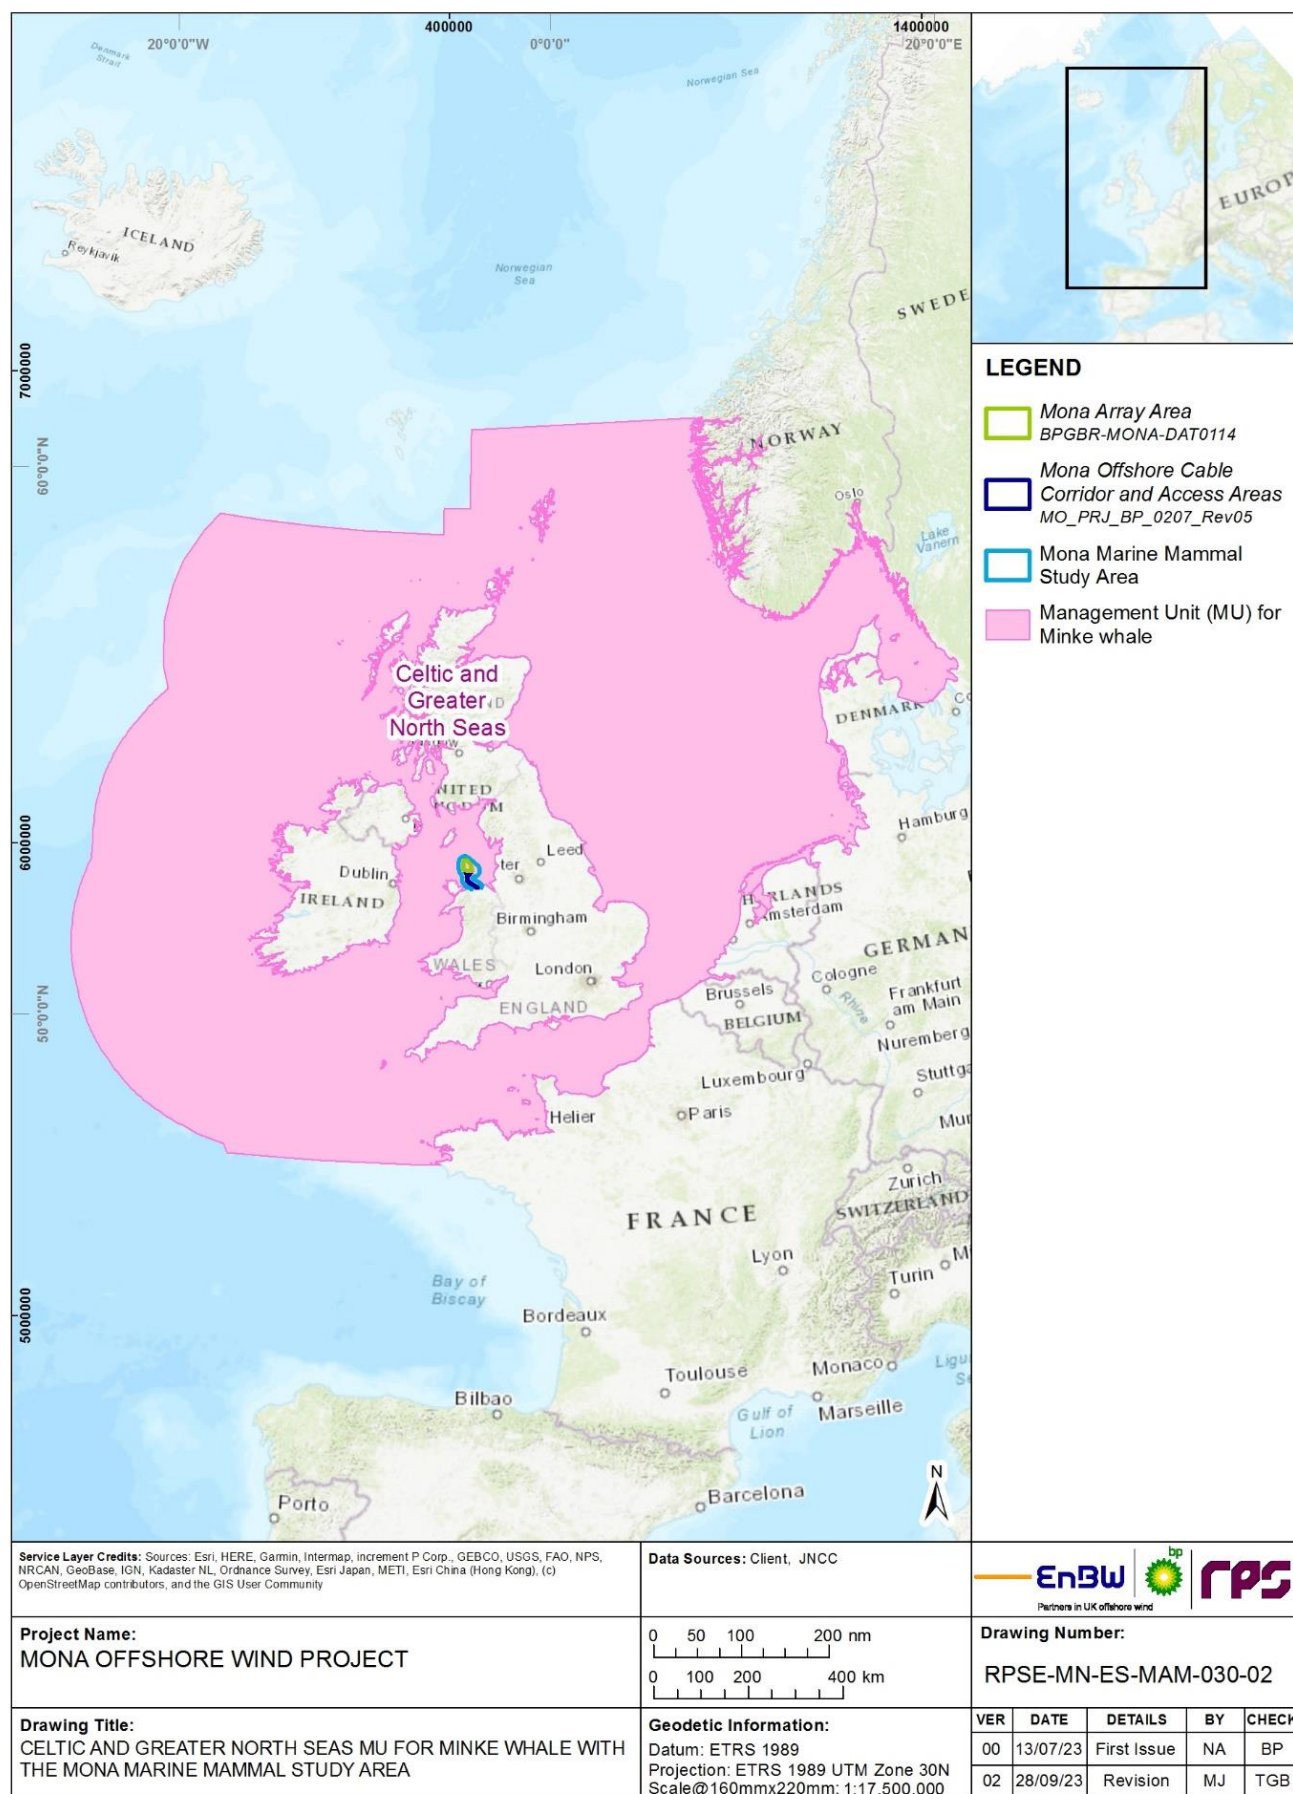 400000
1400000
20°0'0"W
0°0'0"
20°0'0"E
Denmark
Strait
Norwegian Sea
ICELAND
Reykjavik
Norwegian
Sea
SWEDE
EUROP
7000000
60°0'0"N
NORWAY
Oslo
Lake
Vanern
Celtic and
Greater
North Seas
DENMARK
NITED
Hamburg
6000000
Leed
ter
Dublin
IRELAND
Amsterdam
Birmingham
GERMAN
WALES
London
Cologne
Brussels
Rhine
Frankfurt
am Main
ENGLAND
BELGIUM
50°0'0"N
Nuremberg
Luxembourg
Stuttga
Helier
Paris
Mun
Zurich
SWITZERLAND
FRANCE
Lyon
Turin
Bay of
Biscay
5000000
Bordeaux
Toulouse
Monaco
Ligu
Se
Bilbao
Gulf of
Lion
Marseille
Porto
Barcelona
N
LEGEND
Mona Array Area
BPGBR-MONA-DAT0114
Mona Offshore Cable
Corridor and Access Areas
MO_PRJ_BP_0207_Rev05
Mona Marine Mammal
Study Area
Management Unit (MU) for
Minke whale
Service Layer Credits: Sources: Esri, HERE, Garmin, Intermap, increment P Corp., GEBCO, USGS, FAO, NPS,
NRCAN, GeoBase, IGN, Kadaster NL, Ordnance Survey, Esri Japan, METI, Esri China (Hong Kong), (c)
OpenStreetMap contributors, and the GIS User Community
Data Sources: Client, JNCC
EnBW
bp
rps
Partners in UK offshore wind
Project Name:
MONA OFFSHORE WIND PROJECT
0 50 100 200 nm
0 100 200 400 km
Drawing Number:
RPSE-MN-ES-MAM-030-02
Drawing Title:
CELTIC AND GREATER NORTH SEAS MU FOR MINKE WHALE WITH
THE MONA MARINE MAMMAL STUDY AREA
Geodetic Information:
Datum: ETRS 1989
Projection: ETRS 1989 UTM Zone 30N
Scale@160mmx220mm: 1:17,500,000
VER DATE DETAILS BY CHECK
00 13/07/23 First Issue NA BP
02 28/09/23 Revision MJ TGB